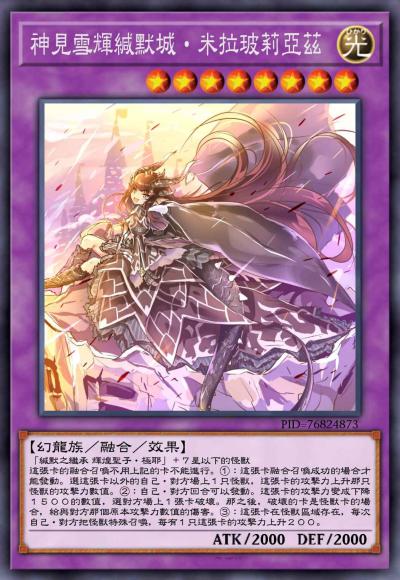 神見雪輝緘默城・米拉玻莉亞茲
光
PID=76824873
【幻龍族／融合／效果】
「緘默之繼承 輝煌聖子・極耶」＋7星以下的怪獸
這張卡的融合召喚不用上記的卡不能進行。①：這張卡融合召喚成功的場合才
能發動。選這張卡以外的自己・對方場上1只怪獸，這張卡的攻擊力上升那只
怪獸的攻擊力數值。②：自己・對方回合可以發動。這張卡的攻擊力變成下降
1500的數值，選對方場上1張卡破壞。那之後，破壞的卡是怪獸卡的場
合，給與對方那個原本攻擊力數值的傷害。③：這張卡在怪獸區域存在，每次
自己・對方把怪獸特殊召喚，每有1只這張卡的攻擊力上升200。
ATK/2000 DEF/2000